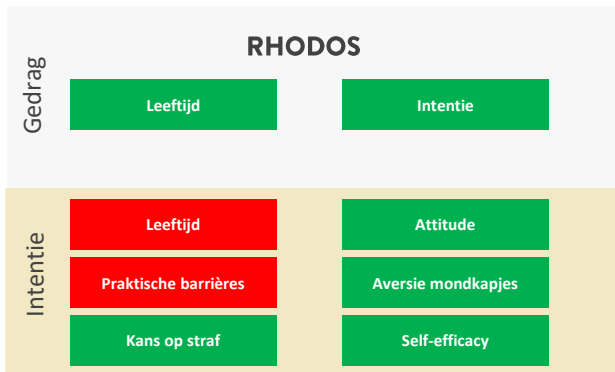 RHODOS
Gedrag
Leeftijd
Intentie
Intentie
Leeftijd
Attitude
Praktische barrières
Aversie mondkapjes
Kans op straf
Self-efficacy